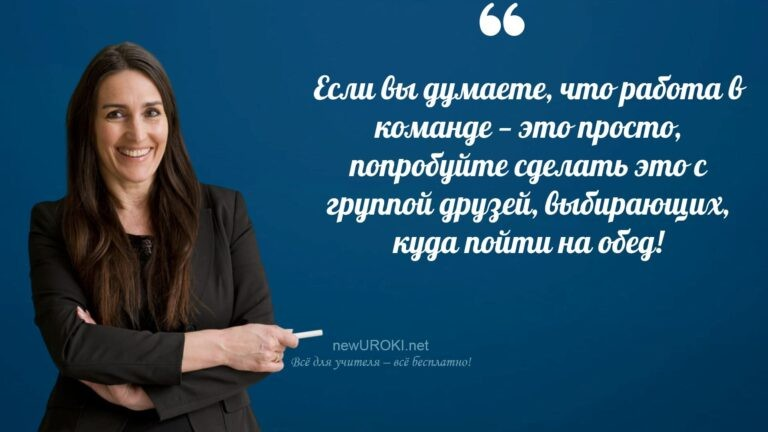 ❝
Если вы думаете, что работа в
команде – это просто,
попробуйте сделать это с
группой друзей, выбирающих,
куда пойти на обед!
newUROKI.net
Всё для учителя – всё бесплатно!